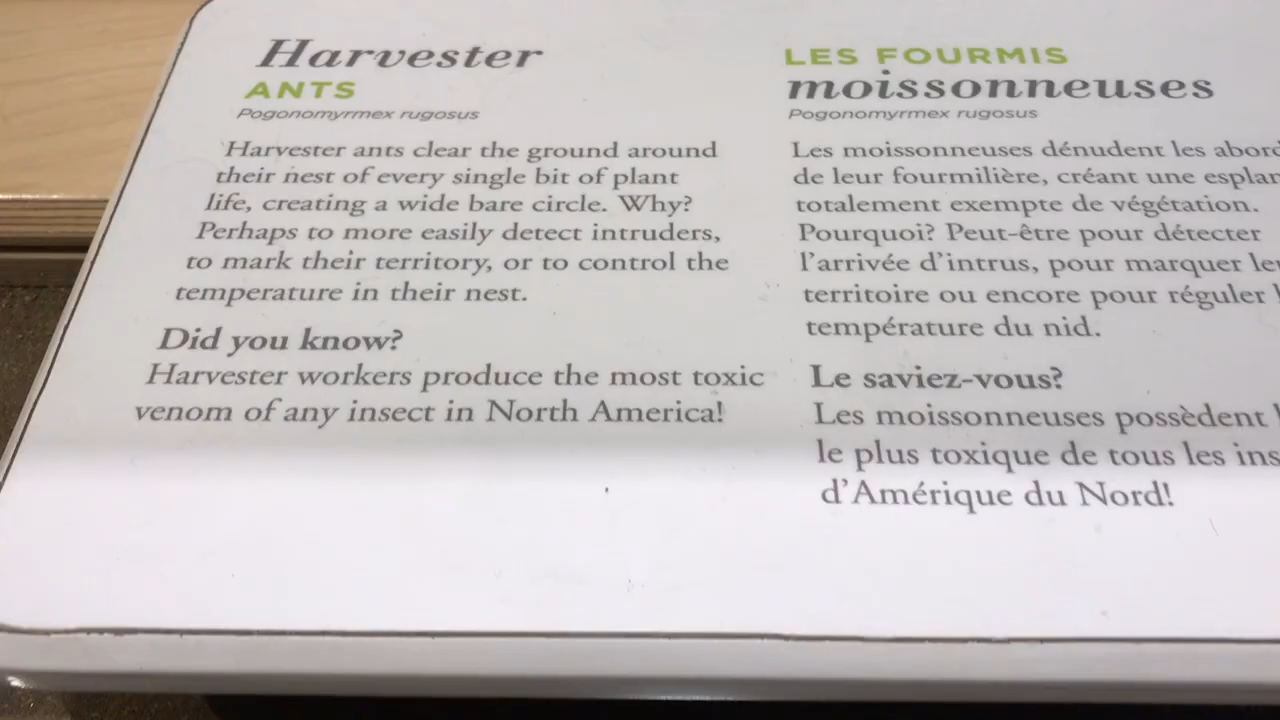 Harvester
ANTS
Pogonomyrmex rugosus
Harvester ants clear the ground around
their nest of every single bit of plant
life, creating a wide bare circle. Why?
Perhaps to more easily detect intruders,
to mark their territory, or to control the
temperature in their nest.
Did you know?
Harvester workers produce the most toxic
venom of any insect in North America!
LES FOURMIS
moissonneuses
Pogonomyrmex rugosus
Les moissonneuses dénudent les
de leur fourmilière, créant une
totalement exempte de végétation.
Pourquoi? Peut-être pour détecter
l'arrivée d'intrus, pour marquer
territoire ou encore pour réguler
température du nid.
Le saviez-vous?
Les moissonneuses possèdent
le plus toxique de tous les
d'Amérique du Nord!